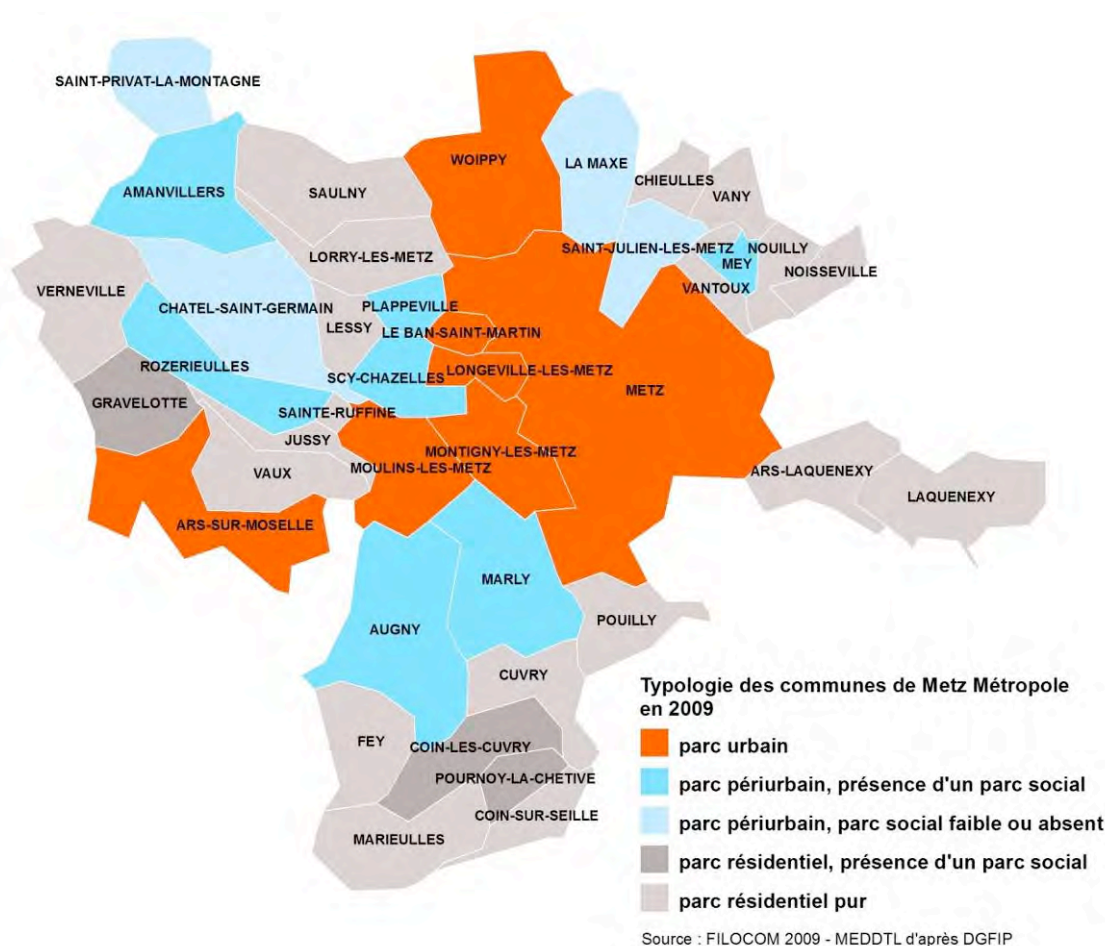 SAINT-PRIVAT-LA-MONTAGNE
WOIPPY
LA MAXE
AMANVILLERS
SAULNY
CHIEULLES
VANY
SAINT-JULIEN-LES-METZ
NOUILLY
MEY
LORRY-LES-METZ
NOISSEVILLE
VERNEVILLE
VANTOUX
CHATEL-SAINT-GERMAIN
PLAPPEVILLE
LESSY
LE BAN-SAINT-MARTIN
ROZERIEULLES
SCY-CHAZELLES
LONGEVILLE-LES-METZ
METZ
GRAVELOTTE
SAINTE-RUFFINE
JUSSY
MONTIGNY-LES-METZ
VAUX
MOULINS-LES-METZ
ARS-LAQUENEXY
LAQUENEXY
ARS-SUR-MOSELLE
MARLY
POUILLY
AUGNY
CUVRY
FEY
COIN-LES-CUVRY
POURNOY-LA-CHETIVE
COIN-SUR-SEILLE
MARIEULLES
Typologie des communes de Metz Métropole
en 2009
parc urbain
parc périurbain, présence d'un parc social
parc périurbain, parc social faible ou absent
parc résidentiel, présence d'un parc social
parc résidentiel pur
Source : FILOCOM 2009 - MEDDTL d'après DGFIP